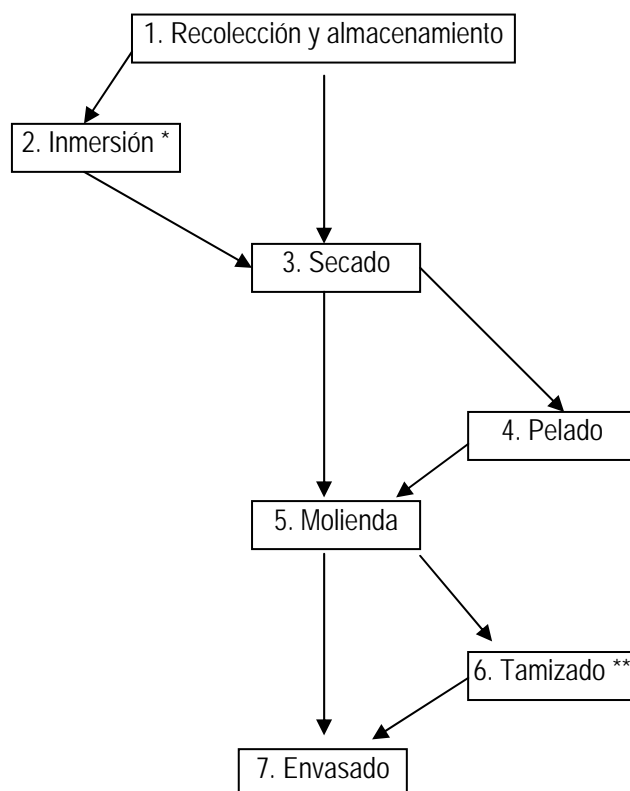 1. Recolección y almacenamiento
2. Inmersión *
3. Secado
4. Pelado
5. Molienda
6. Tamizado **
7. Envasado